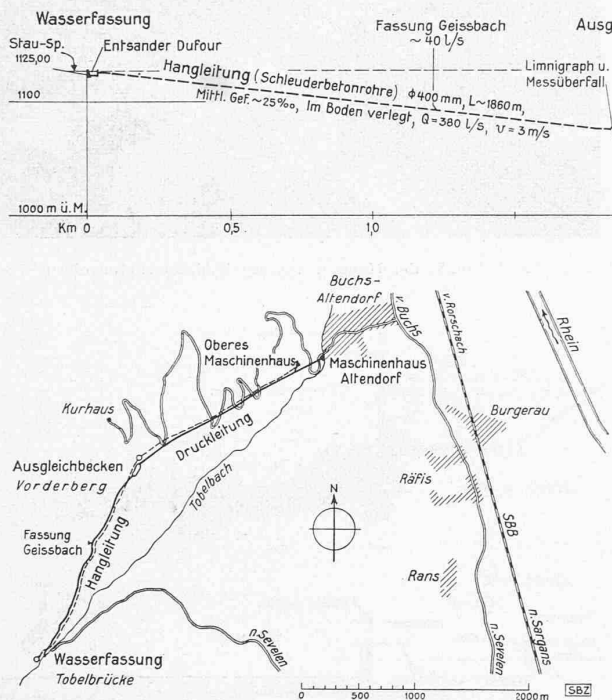 Wasserfassung
Fassung Geissbach
~ 40 l/s
Ausg
Stau-Sp.
1125,00
Entsander Dufour
Hangleitung (Schleuderbetonrohre) ϕ400mm, L~1860m,
Mittl. Gef. ~25‰, Im Boden verlegt, Q=380 l/s, v=3 m/s
Limnigraph u.
Messüberfall
1100
1000 m ü.M.
Km 0
0,5
1,0
Buchs-
Altendorf
v. Buchs
v. Rorschach
Rhein
Oberes
Maschinenhaus
Maschinenhaus
Altendorf
Kurhaus
Druckleitung
Burgerau
Ausgleichbecken
Vorderberg
Tobelbach
Räfis
Fassung
Geissbach
Hangleitung
N
SBB
Rans
n. Sevelen
n. Sevelen
n. Sargans
Wasserfassung
Tobelbrücke
0 500 1000 2000 m
SBZ